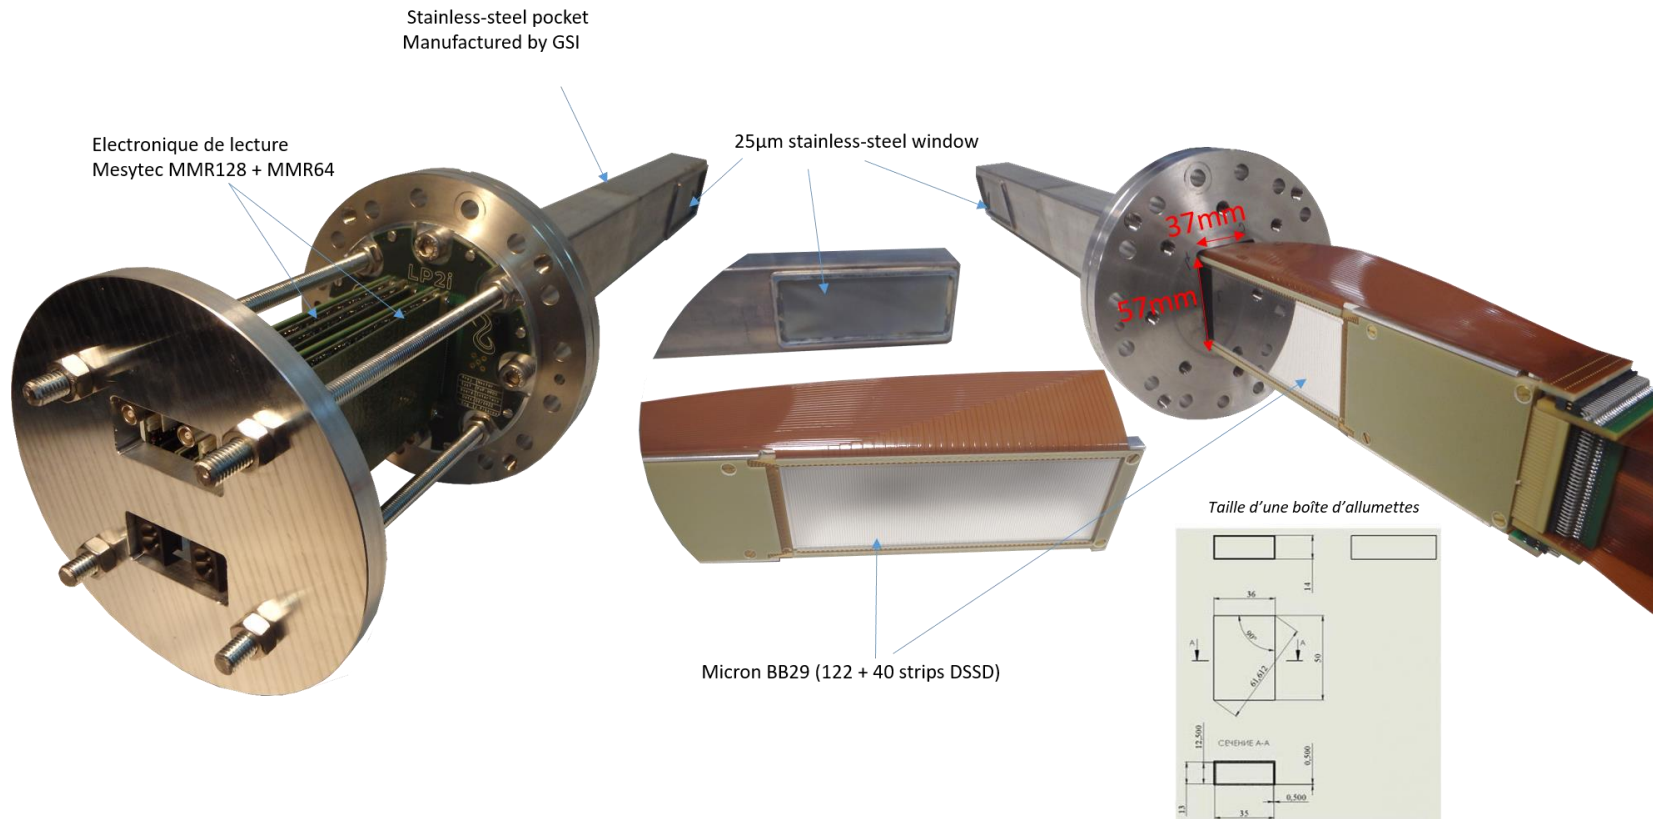 Stainless-steel pocket
Manufactured by GSI
Electronique de lecture
Mesytec MMR128 + MMR64
25µm stainless-steel window
37mm
57mm
LP2i
Taille d’une boîte d’allumettes
14
36
90°
A
A
50
61,612
СЕЧЕНИЕ А-А
12,500
0,500
13
0,500
35
Micron BB29 (122 + 40 strips DSSD)